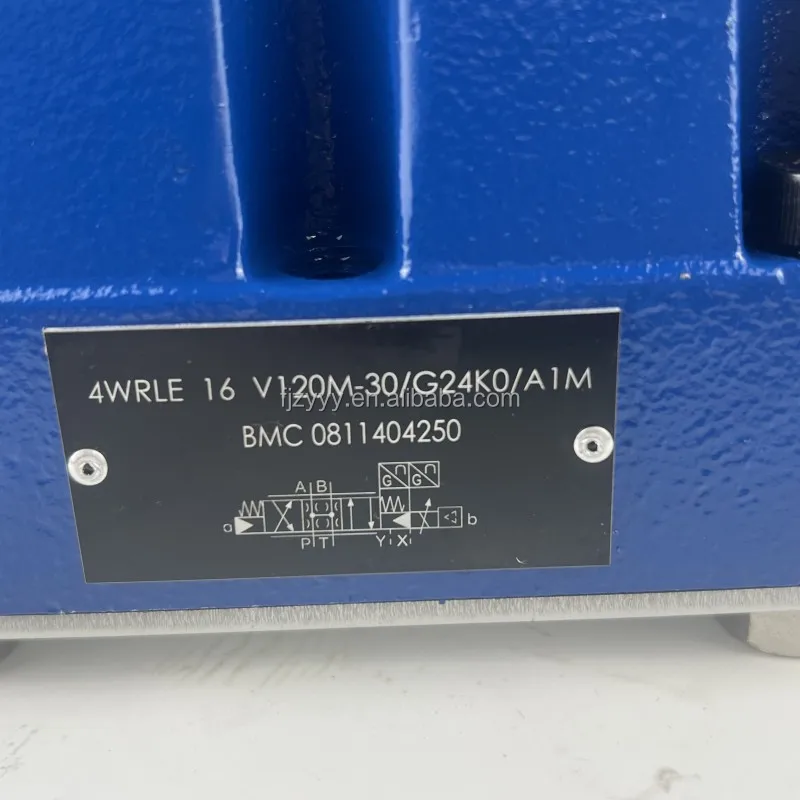 4WRLE 16 V120M-30/G24K0/A1M
fjzyyy.en.alibaba.com
BMC 0811404250
G G
A B
a b
P T Y X